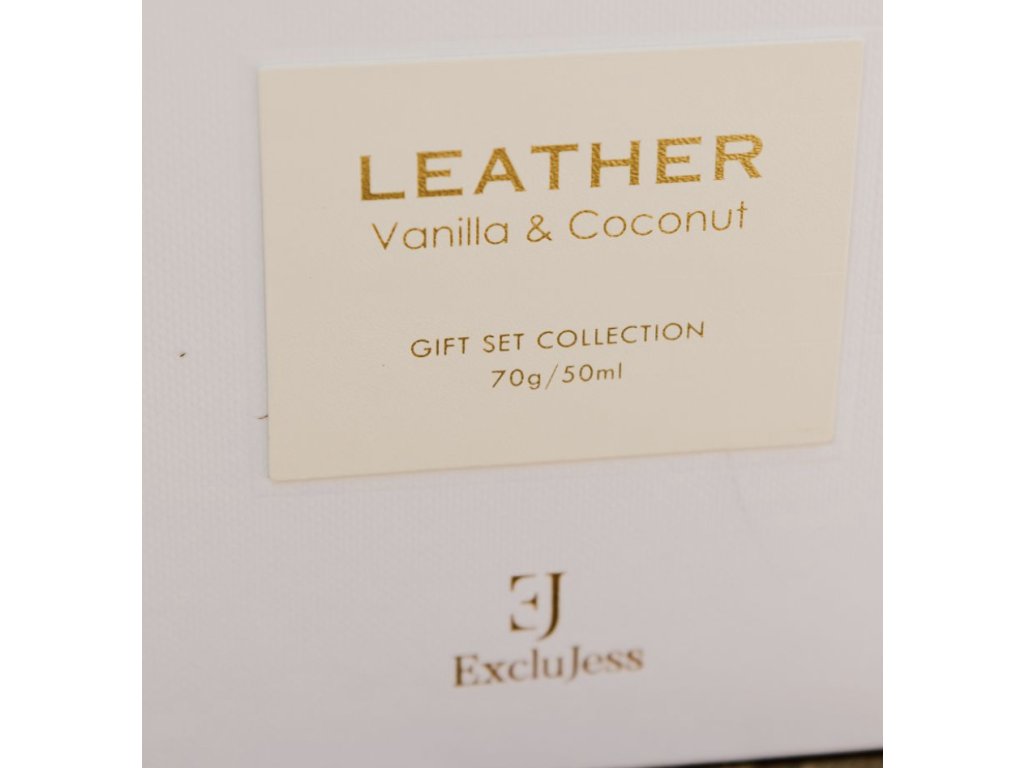 LEATHER
Vanilla & Coconut
GIFT SET COLLECTION
70g/50ml
EJ
ExcluJess